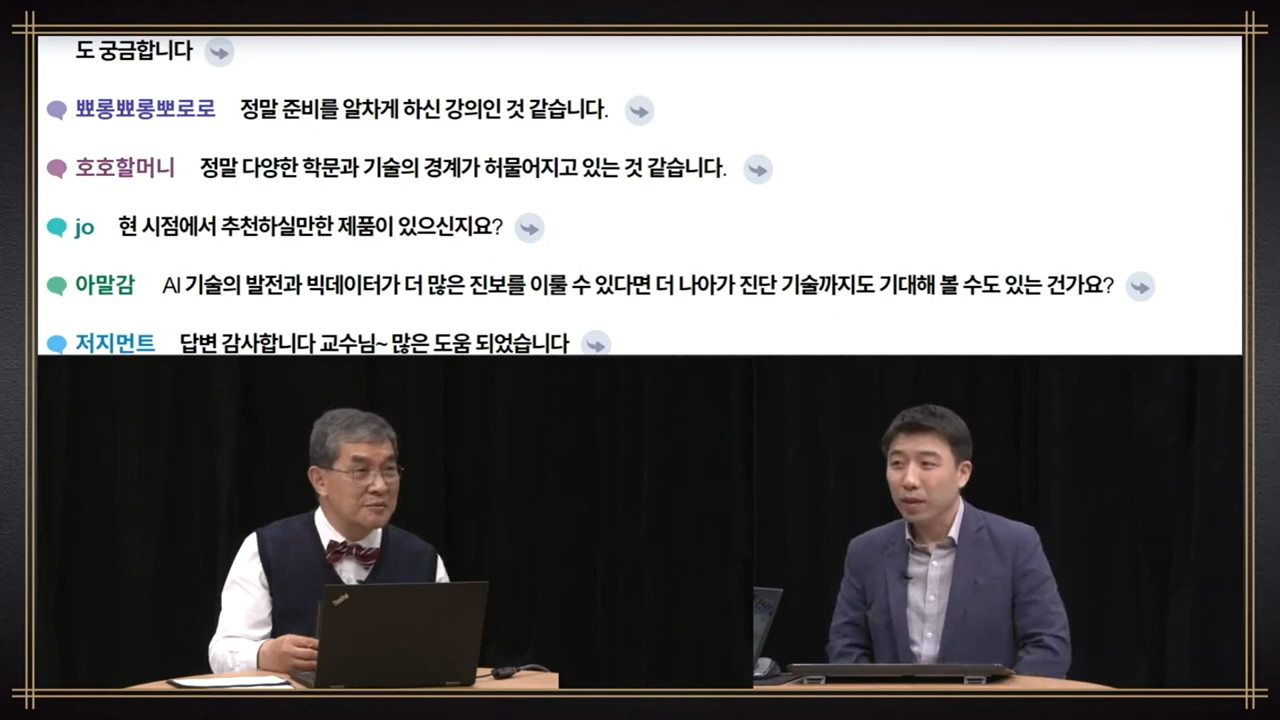 도 궁금합니다
뾰롱뾰롱뽀로로 정말 준비를 알차게 하신 강의인 것 같습니다.
호호할머니 정말 다양한 학문과 기술의 경계가 허물어지고 있는 것 같습니다.
jo 현 시점에서 추천하실만한 제품이 있으신지요?
아말감 AI 기술의 발전과 빅데이터가 더 많은 진보를 이룰 수 있다면 더 나아가 진단 기술까지도 기대해 볼 수도 있는 건가요?
저지먼트 답변 감사합니다 교수님~ 많은 도움 되었습니다
ThinkPad